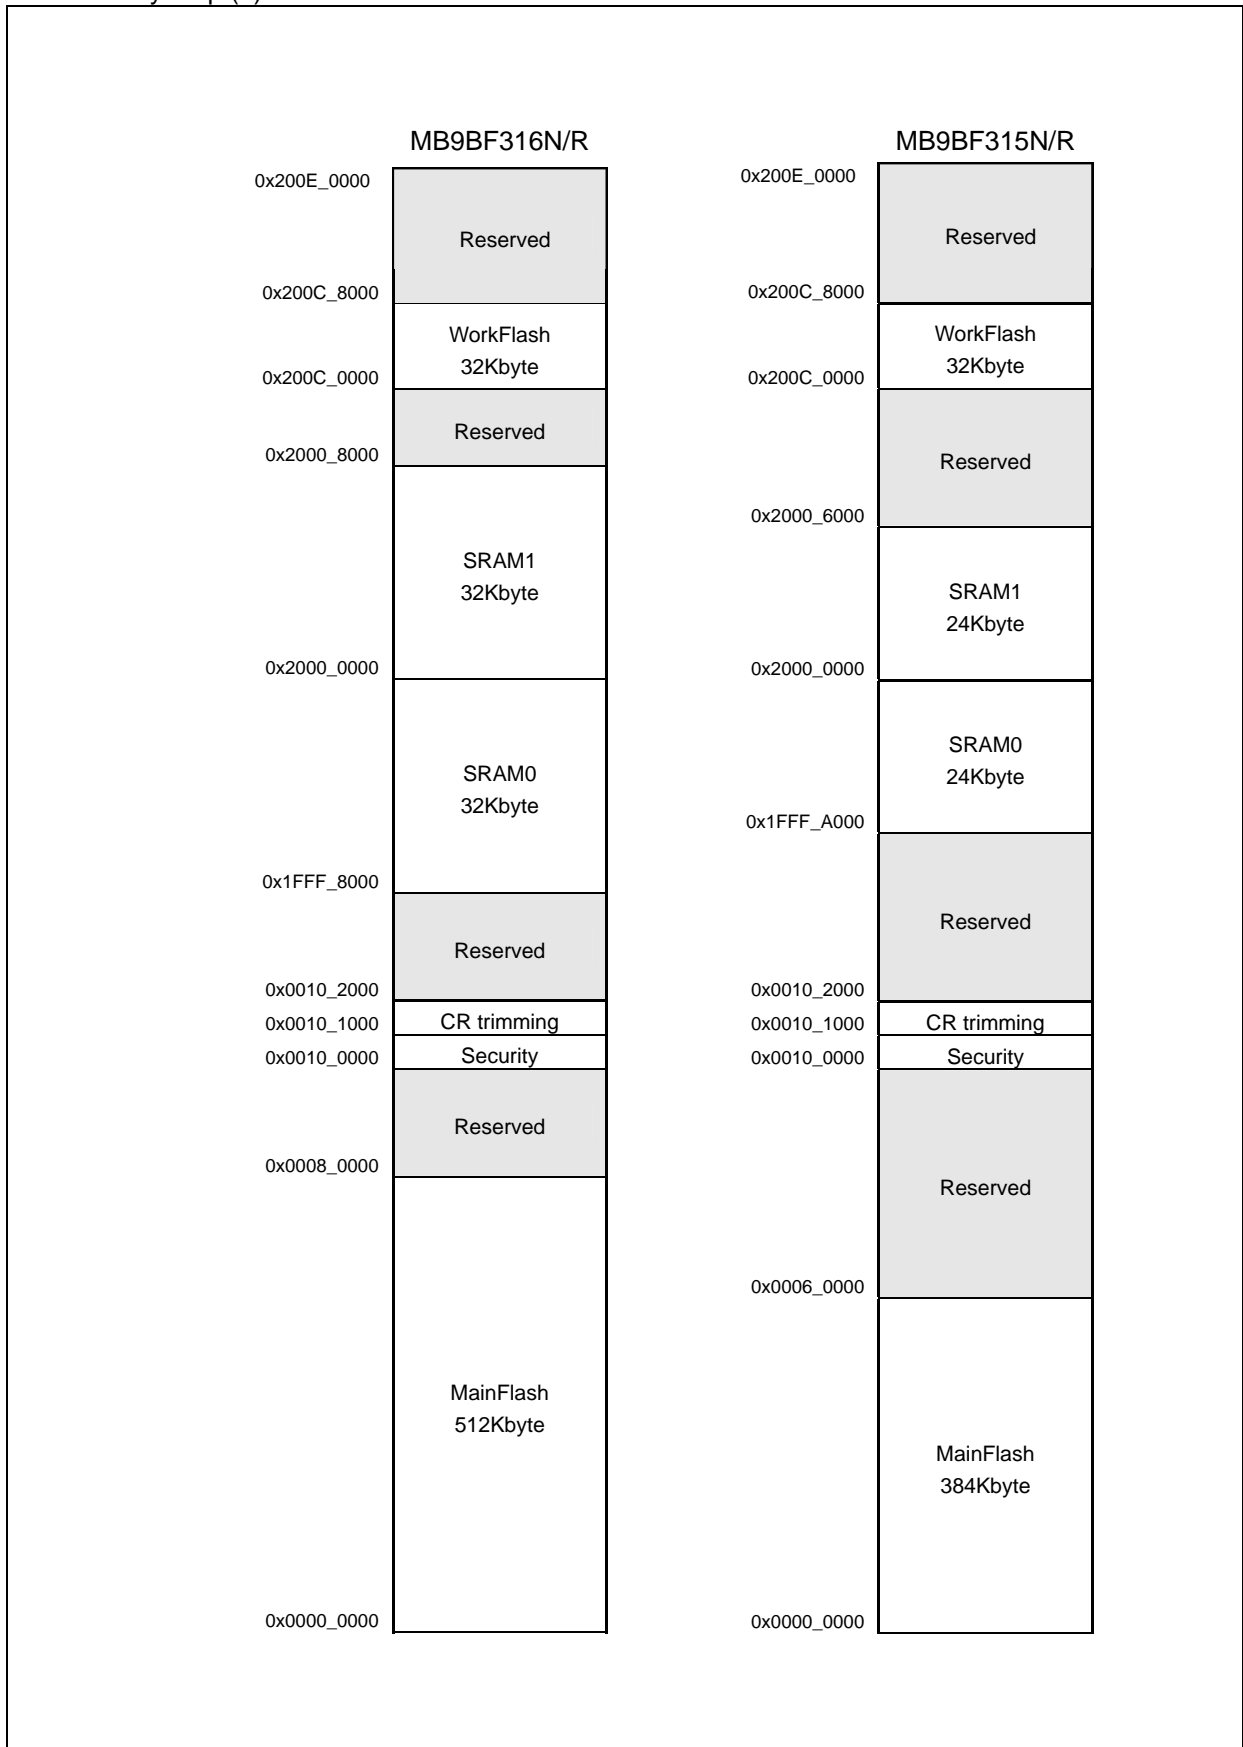 MB9BF316N/R
0x200E_0000
Reserved
0x200C_8000
WorkFlash
32Kbyte
0x200C_0000
Reserved
0x2000_8000
SRAM1
32Kbyte
0x2000_0000
SRAM0
32Kbyte
0x1FFF_8000
Reserved
0x0010_2000
CR trimming
0x0010_1000
Security
0x0010_0000
Reserved
0x0008_0000
MainFlash
512Kbyte
0x0000_0000
MB9BF315N/R
0x200E_0000
Reserved
0x200C_8000
WorkFlash
32Kbyte
0x200C_0000
Reserved
0x2000_6000
SRAM1
24Kbyte
0x2000_0000
SRAM0
24Kbyte
0x1FFF_A000
Reserved
0x0010_2000
CR trimming
0x0010_1000
Security
0x0010_0000
Reserved
0x0006_0000
MainFlash
384Kbyte
0x0000_0000